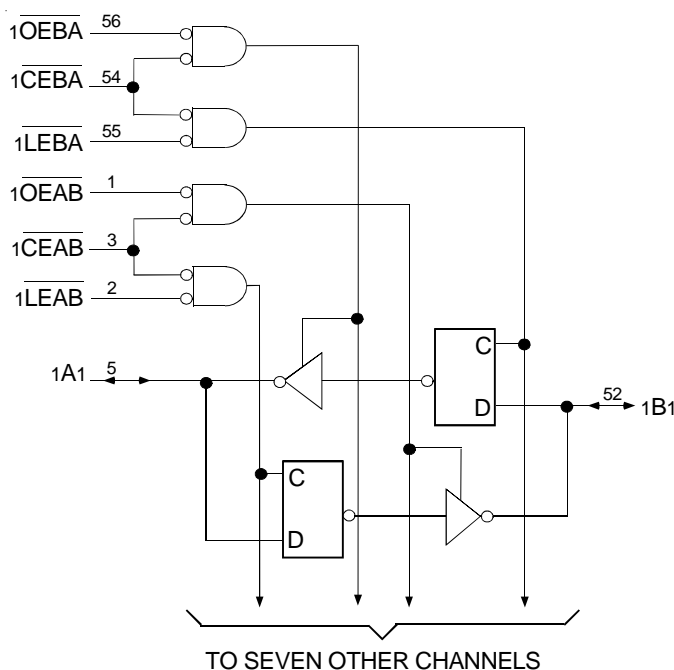 1OEBA 56
1CEBA 54
1LEBA 55
1OEAB 1
1CEAB 3
1LEAB 2
C
1A1 5
D
52 1B1
C
D
TO SEVEN OTHER CHANNELS